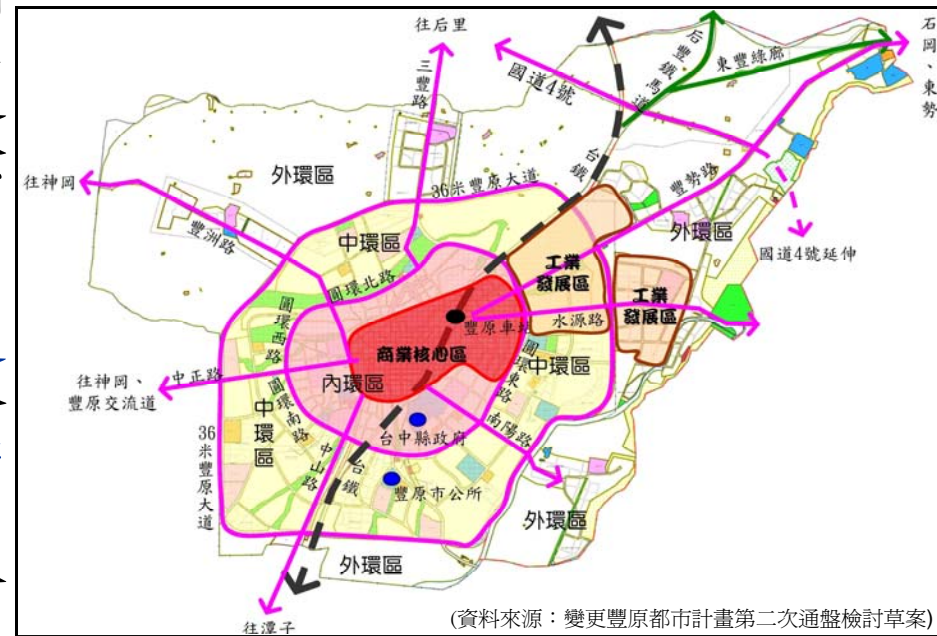 往后里
石岡、東勢
三豐路
國道4號
后豐鐵馬道
東豐綠廊
外環區
台鐵
36米豐原大道
豐勢路
往神岡
豐洲路
中環區
外環區
國道4號延伸
圓環北路
工業發展區
工業發展區
圓環西路
豐原車站
水源路
商業核心區
中環區
往神岡、豐原交流道
中正路
內環區
圓環東路
圓環南路
南陽路
中環區
中山路
台中縣政府
36米豐原大道
台鐵
豐原市公所
外環區
外環區
往潭子
(資料來源：變更豐原都市計畫第二次通盤檢討草案)